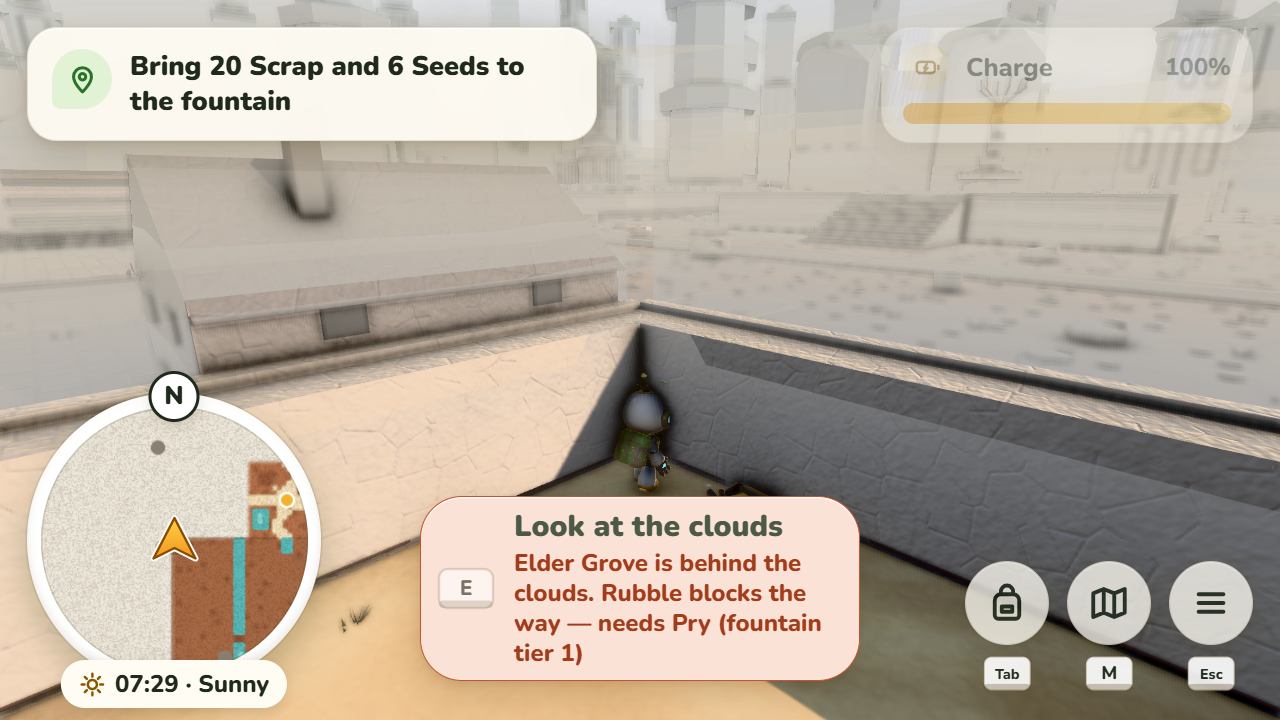 Bring 20 Scrap and 6 Seeds to
the fountain
Charge 100%
N
Look at the clouds
E
Elder Grove is behind the
clouds. Rubble blocks the
way — needs Pry (fountain
tier 1)
07:29 · Sunny
Tab
M
Esc